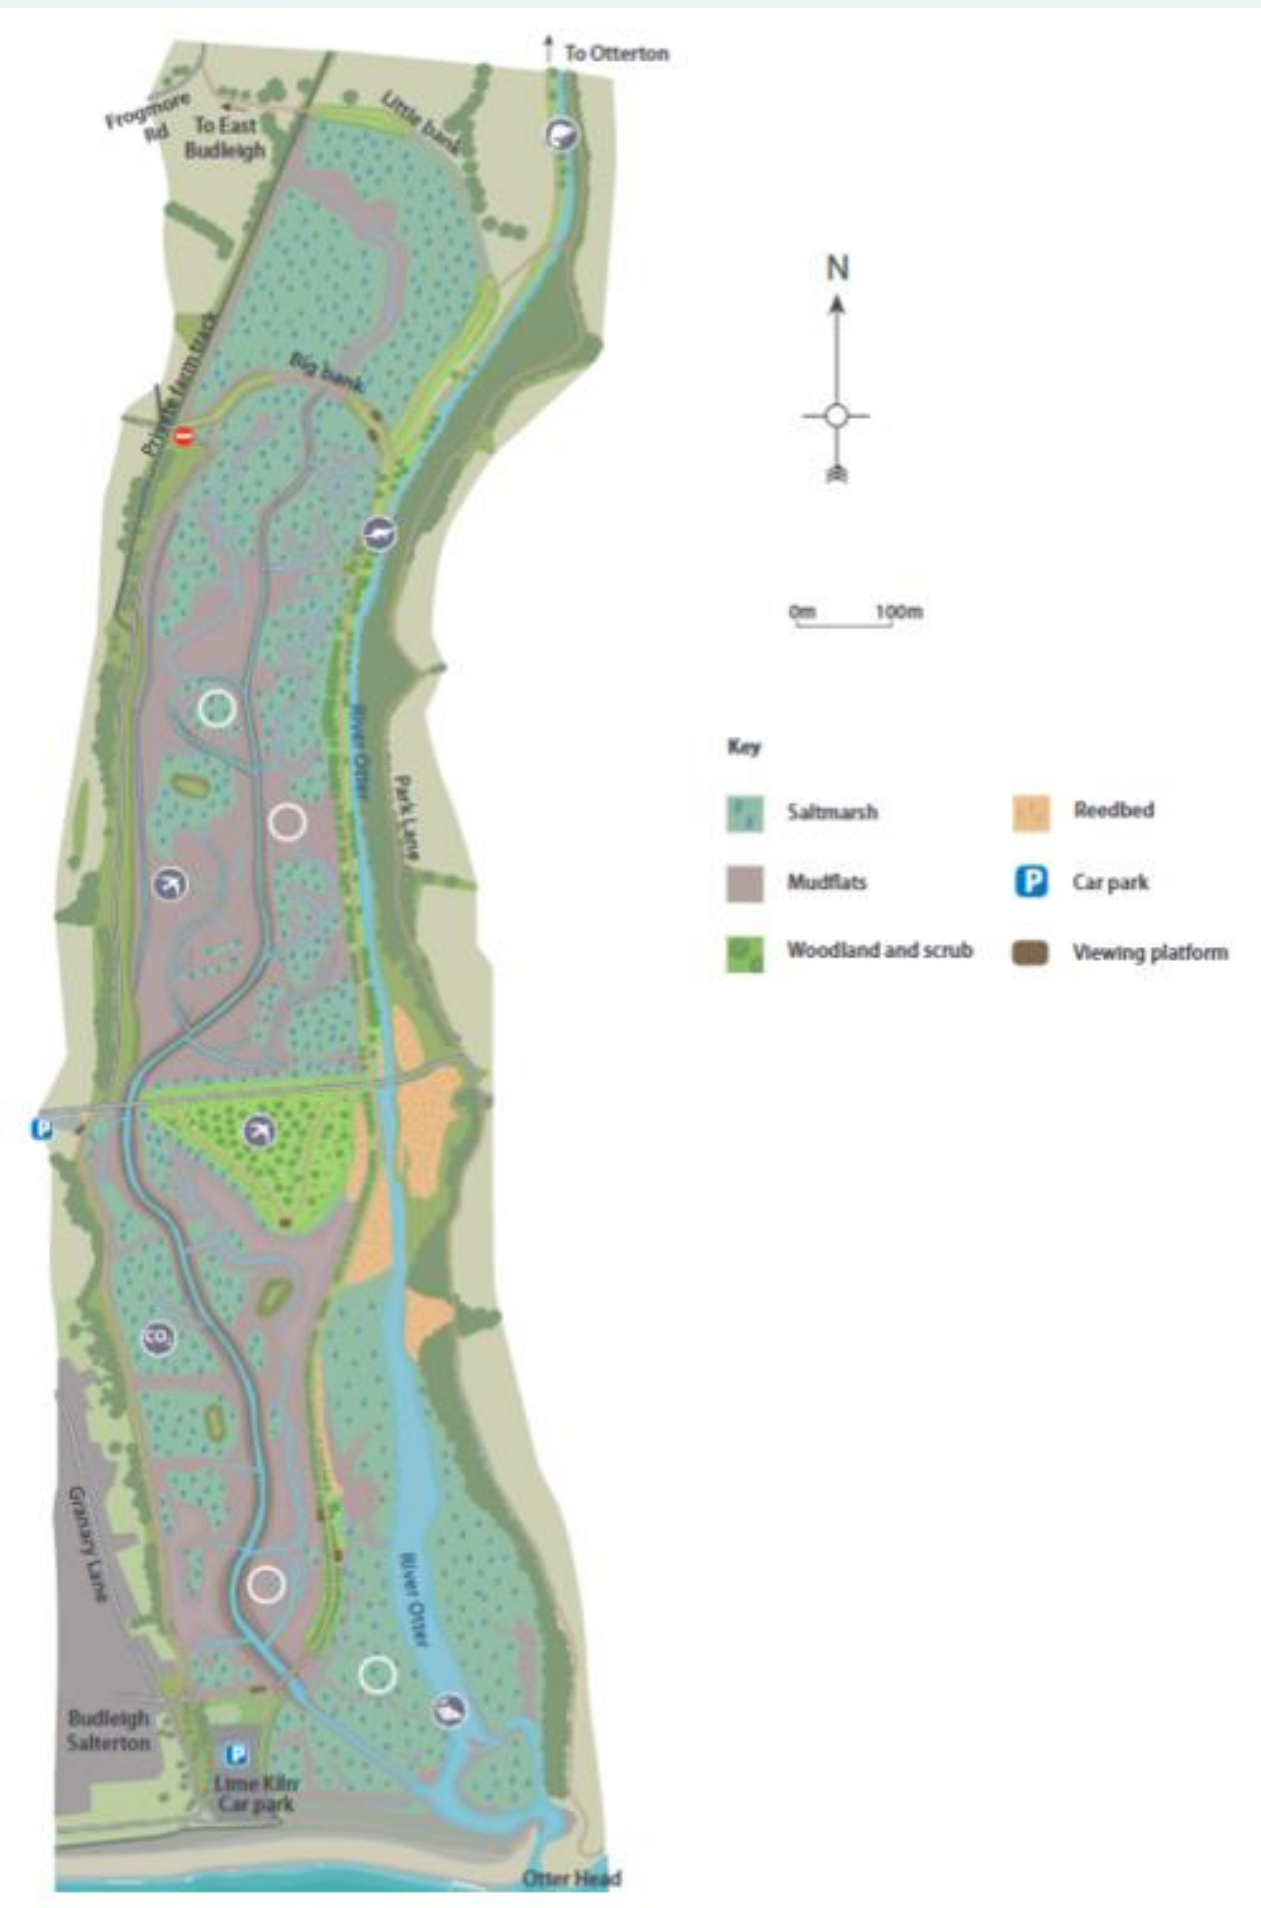 To Otterton
Frogmore
Rd
To East
Budleigh
Little bank
N
Private farm track
Big bank
0m 100m
River Otter
Park Lane
Key
Saltmarsh
Reedbed
Mudflats
P
Car park
Woodland and scrub
Viewing platform
P
CO₂
Granary Lane
River Otter
Budleigh
Salterton
P
Lime Kiln
Car park
Otter Head